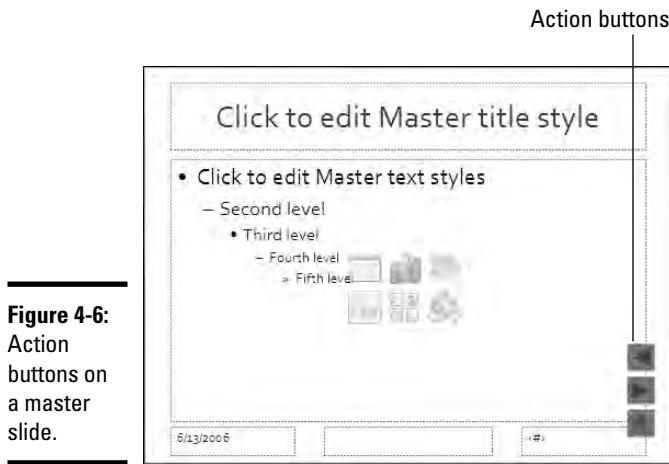 Action buttons
Click to edit Master title style
• Click to edit Master text styles
– Second level
• Third level
– Fourth level
» Fifth level
6/13/2006
‹#›
Figure 4-6:
Action
buttons on
a master
slide.